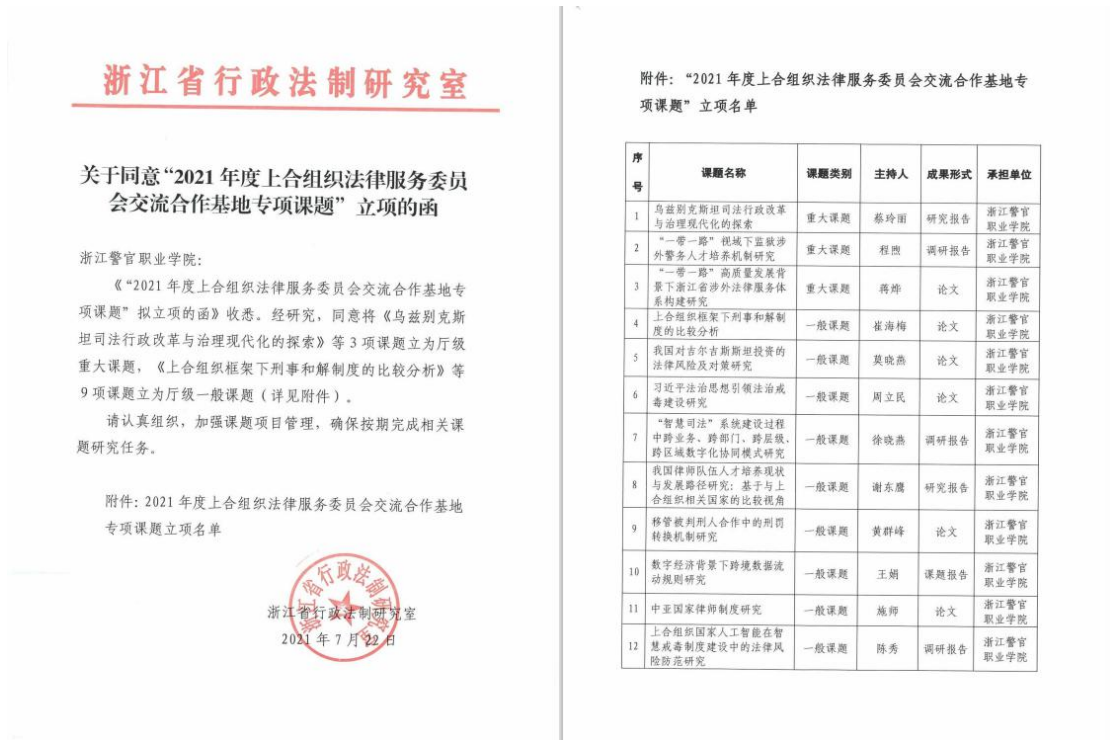 浙江省行政法制研究室
关于同意“2021年度上合组织法律服务委员
会交流合作基地专项课题”立项的函
浙江警官职业学院：
《“2021年度上合组织法律服务委员会交流合作基地专
项课题”拟立项的函》收悉。经研究，同意将《乌兹别克斯
坦司法行政改革与治理现代化的探索》等3项课题立为厅级
重大课题，《上合组织框架下刑事和解制度的比较分析》等
9项课题立为厅级一般课题（详见附件）。
请认真组织，加强课题项目管理，确保按期完成相关课
题研究任务。
附件：2021年度上合组织法律服务委员会交流合作基地
专项课题立项名单
浙江省行政法制研究室
浙江省行政法制研究室
2021年7月22日
附件：“2021年度上合组织法律服务委员会交流合作基地专
项课题”立项名单
序号 课题名称 课题类别 主持人 成果形式 承担单位
1 乌兹别克斯坦司法行政改革 重大课题 蔡玲丽 研究报告 浙江警官
与治理现代化的探索 职业学院
2 “一带一路”视域下监狱涉 重大课题 程煦 调研报告 浙江警官
外警务人才培养机制研究 职业学院
“一带一路”高质量发展背
3 景下浙江省涉外法律服务体 重大课题 蒋烨 论文 浙江警官
系构建研究 职业学院
4 上合组织框架下刑事和解制 一般课题 崔海梅 论文 浙江警官
度的比较分析 职业学院
5 我国对吉尔吉斯斯坦投资的 一般课题 莫晓燕 论文 浙江警官
法律风险及对策研究 职业学院
6 习近平法治思想引领法治戒 一般课题 周立民 论文 浙江警官
毒建设研究 职业学院
“智慧司法”系统建设过程
7 中跨业务、跨部门、跨层级、 一般课题 徐晓燕 调研报告 浙江警官
跨区域数字化协同模式研究 职业学院
我国律师队伍人才培养现状
8 与发展路径研究：基于与上 一般课题 谢东鹰 研究报告 浙江警官
合组织相关国家的比较视角 职业学院
9 移管被判刑人合作中的刑罚 一般课题 黄群峰 论文 浙江警官
转换机制研究 职业学院
10 数字经济背景下跨境数据流 一般课题 王娟 课题报告 浙江警官
动规则研究 职业学院
11 中亚国家律师制度研究 一般课题 施师 论文 浙江警官
职业学院
上合组织国家人工智能在智
12 慧戒毒制度建设中的法律风 一般课题 陈秀 调研报告 浙江警官
险防范研究 职业学院